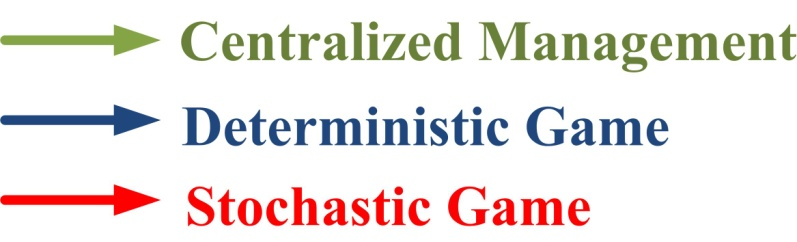 Centralized Management
Deterministic Game
Stochastic Game